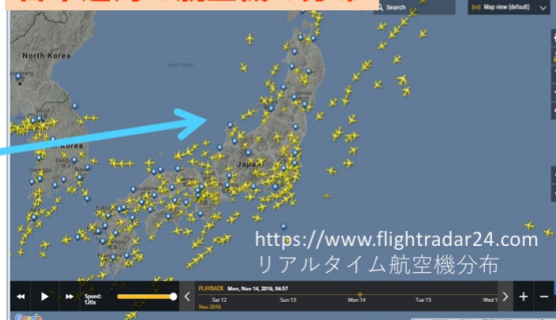 Search
Map view (default)
North Korea
Japan
https://www.flightradar24.com
リアルタイム航空機分布
PLAYBACK Mon, Nov 14, 2016, 04:57
Speed:
120x
Sat 12
Sun 13
Mon 14
Tue 15
Nov 2016
Google